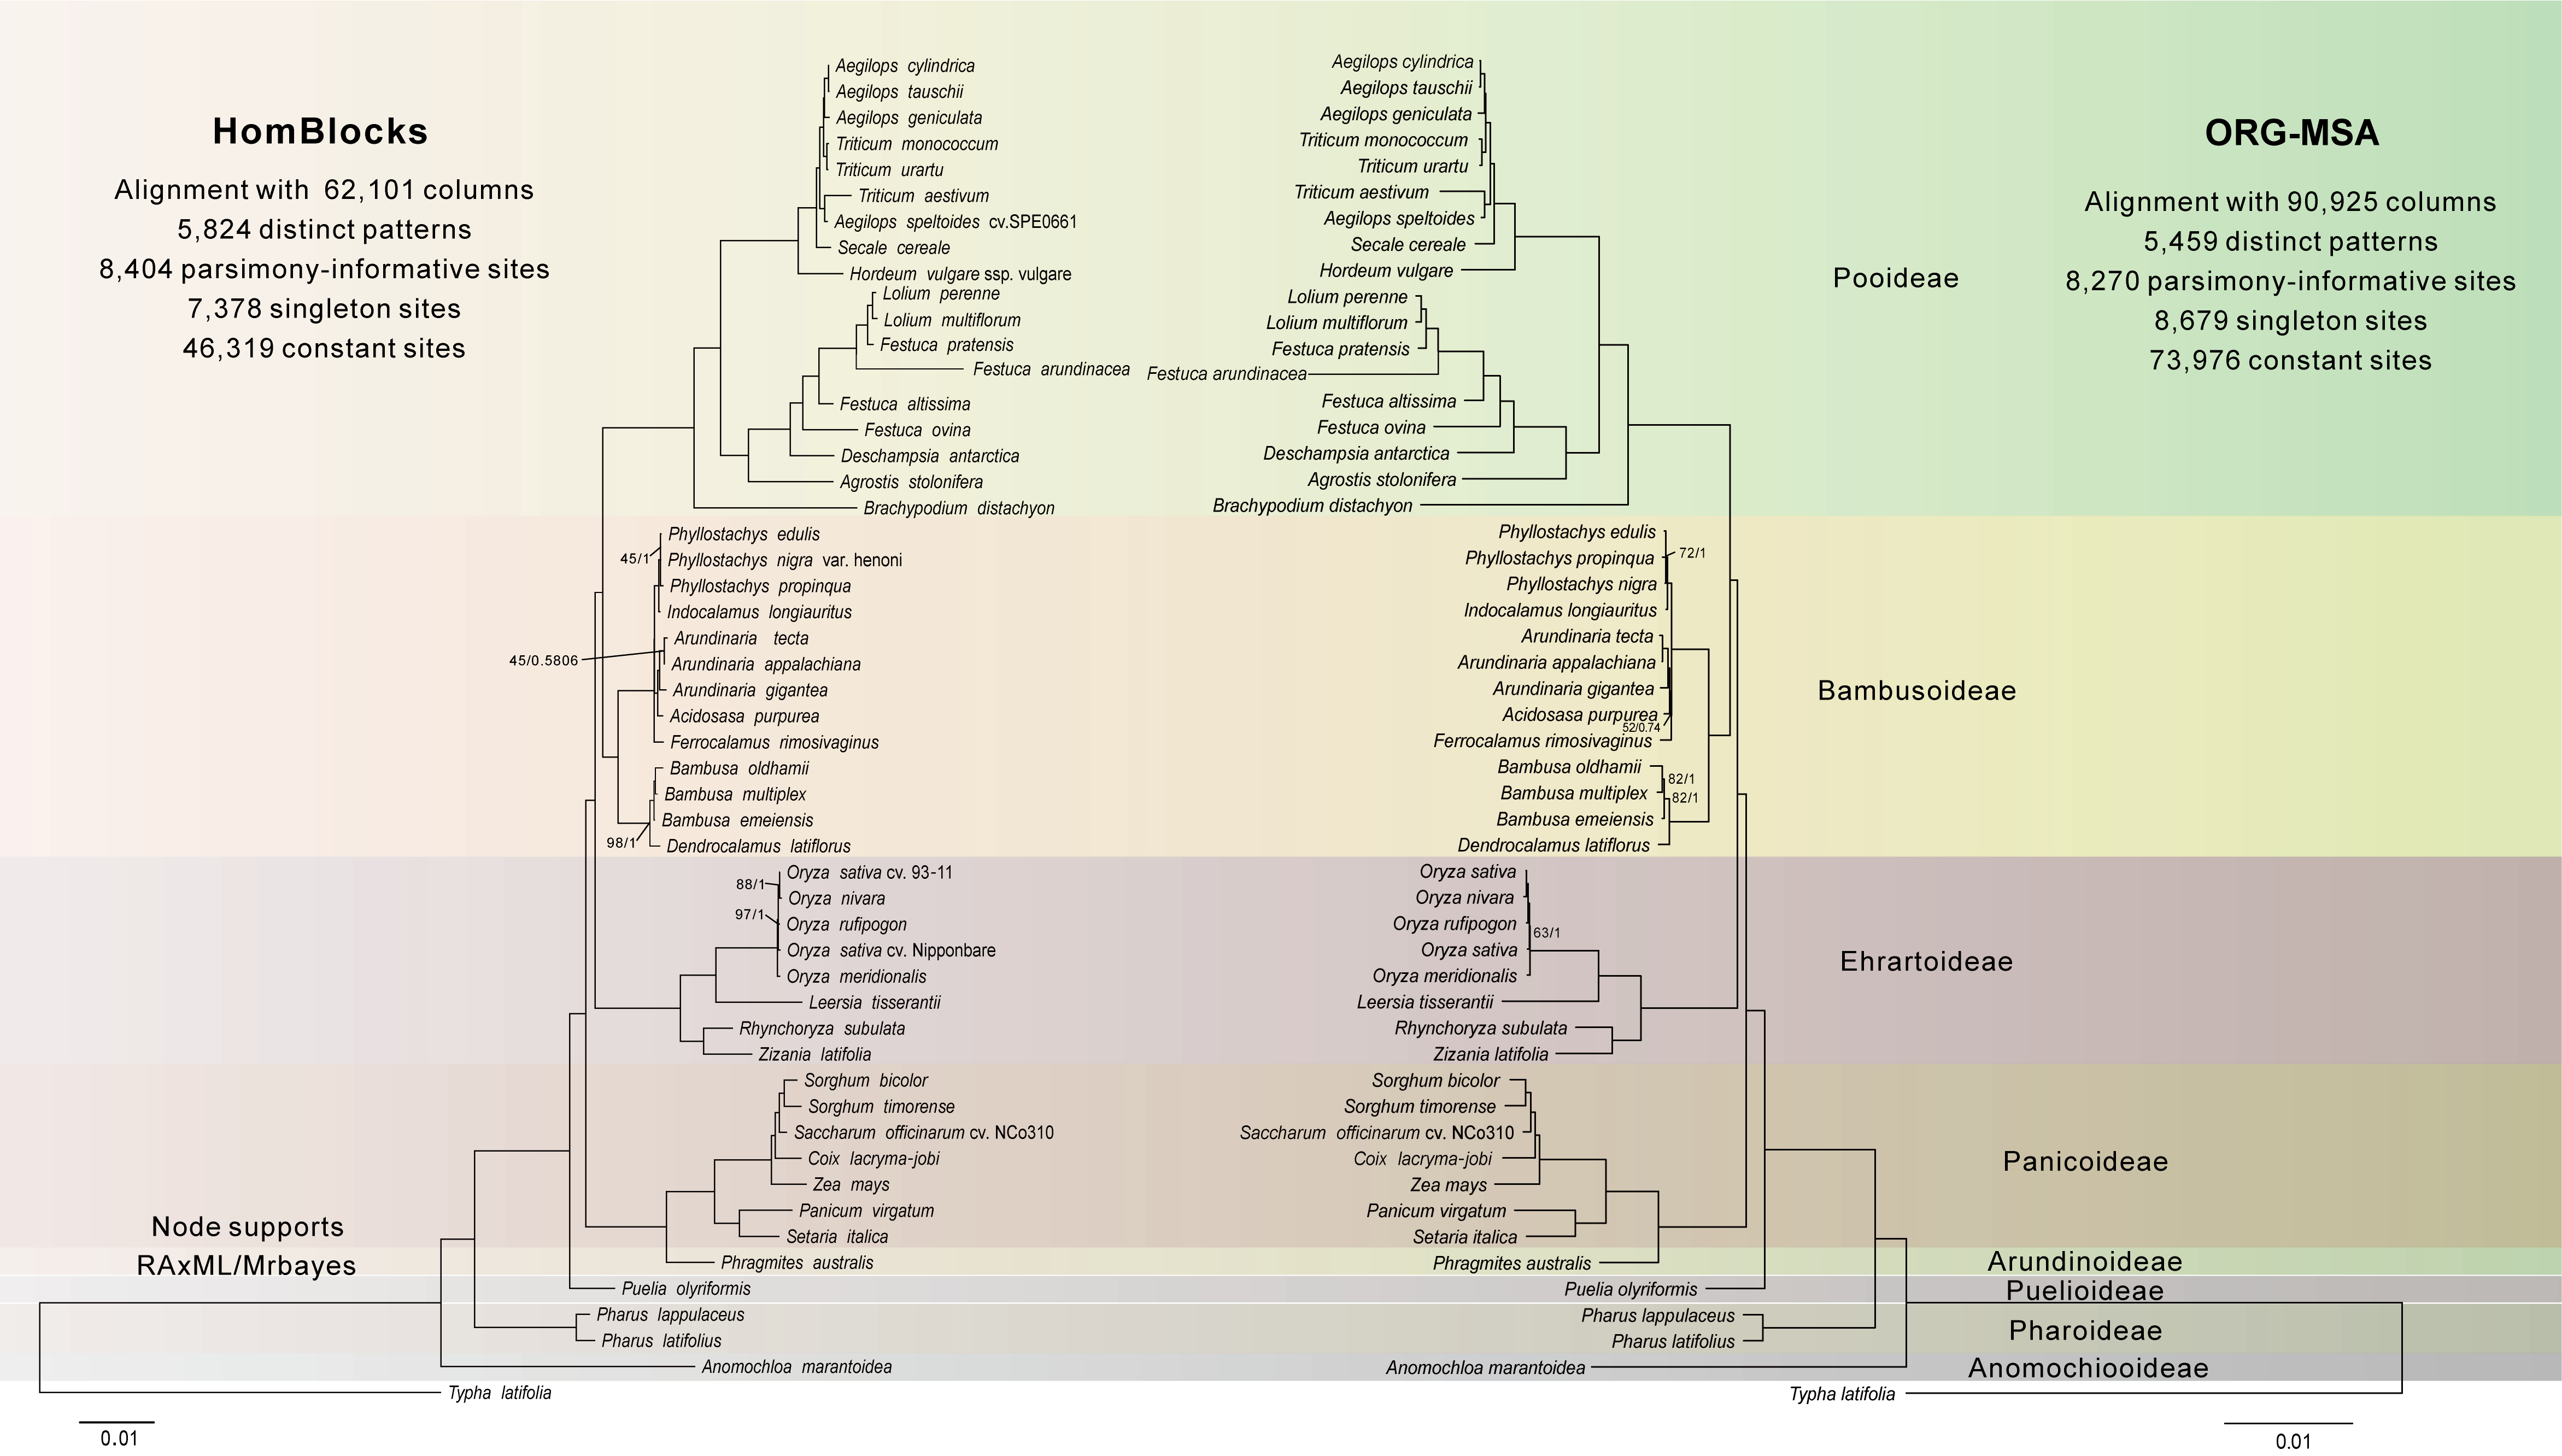 HomBlocks
Alignment with 62,101 columns
5,824 distinct patterns
8,404 parsimony-informative sites
7,378 singleton sites
46,319 constant sites
Aegilops cylindrica
Aegilops tauschii
Aegilops geniculata
Triticum monococcum
Triticum urartu
Triticum aestivum
Aegilops speltoides cv.SPE0661
Secale cereale
Hordeum vulgare ssp. vulgare
Lolium perenne
Lolium multiflorum
Festuca pratensis
Festuca arundinacea
Festuca altissima
Festuca ovina
Deschampsia antarctica
Agrostis stolonifera
Brachypodium distachyon
Phyllostachys edulis
45/1
Phyllostachys nigra var. henoni
Phyllostachys propinqua
Indocalamus longiauritus
Arundinaria tecta
45/0.5806
Arundinaria appalachiana
Arundinaria gigantea
Acidosasa purpurea
Ferrocalamus rimosivaginus
Bambusa oldhamii
Bambusa multiplex
Bambusa emeiensis
98/1
Dendrocalamus latiflorus
Oryza sativa cv. 93-11
88/1
Oryza nivara
97/1
Oryza rufipogon
Oryza sativa cv. Nipponbare
Oryza meridionalis
Leersia tisserantii
Rhynchoryza subulata
Zizania latifolia
Sorghum bicolor
Sorghum timorense
Saccharum officinarum cv. NCo310
Coix lacryma-jobi
Zea mays
Panicum virgatum
Setaria italica
Phragmites australis
Puelia olyriformis
Pharus lappulaceus
Pharus latifolius
Anomochloa marantoidea
Typha latifolia
Node supports
RAxML/Mrbayes
0.01
Aegilops cylindrica
Aegilops tauschii
Aegilops geniculata
Triticum monococcum
Triticum urartu
Triticum aestivum
Aegilops speltoides
Secale cereale
Hordeum vulgare
Lolium perenne
Lolium multiflorum
Festuca pratensis
Festuca arundinacea
Festuca altissima
Festuca ovina
Deschampsia antarctica
Agrostis stolonifera
Brachypodium distachyon
Phyllostachys edulis
72/1
Phyllostachys propinqua
Phyllostachys nigra
Indocalamus longiauritus
Arundinaria tecta
Arundinaria appalachiana
Arundinaria gigantea
Acidosasa purpurea
52/0.74
Ferrocalamus rimosivaginus
Bambusa oldhamii
82/1
Bambusa multiplex
82/1
Bambusa emeiensis
Dendrocalamus latiflorus
Oryza sativa
Oryza nivara
Oryza rufipogon
63/1
Oryza sativa
Oryza meridionalis
Leersia tisserantii
Rhynchoryza subulata
Zizania latifolia
Sorghum bicolor
Sorghum timorense
Saccharum officinarum cv. NCo310
Coix lacryma-jobi
Zea mays
Panicum virgatum
Setaria italica
Phragmites australis
Puelia olyriformis
Pharus lappulaceus
Pharus latifolius
Anomochloa marantoidea
Typha latifolia
Pooideae
Bambusoideae
Ehrartoideae
Panicoideae
Arundinoideae
Puelioideae
Pharoideae
Anomochiooideae
ORG-MSA
Alignment with 90,925 columns
5,459 distinct patterns
8,270 parsimony-informative sites
8,679 singleton sites
73,976 constant sites
0.01